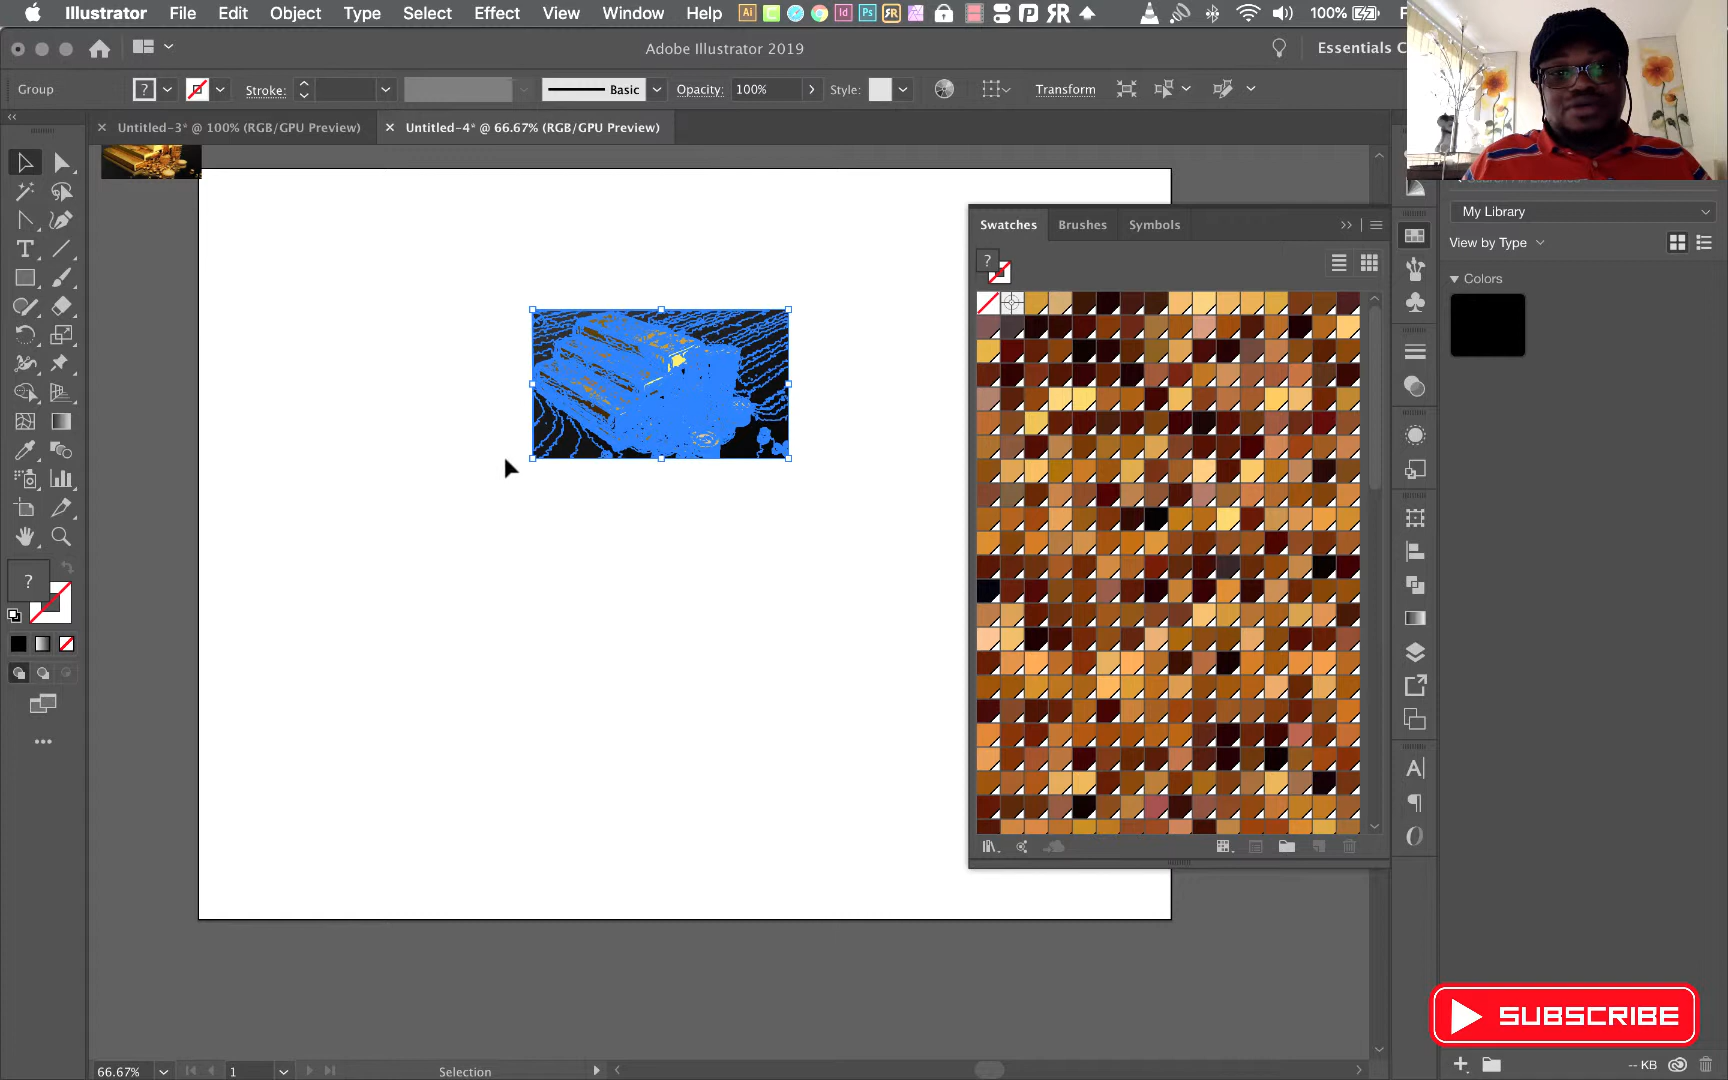 Illustrator File Edit Object Type Select Effect View Window Help
100%
Adobe Illustrator 2019
Essentials C
Group
Stroke:
Basic
Opacity: 100%
Style:
Transform
Untitled-3* @ 100% (RGB/GPU Preview)
Untitled-4* @ 66.67% (RGB/GPU Preview)
My Library
Swatches
Brushes
Symbols
View by Type
Colors
SUBSCRIBE
66.67%
1
Selection
-- KB